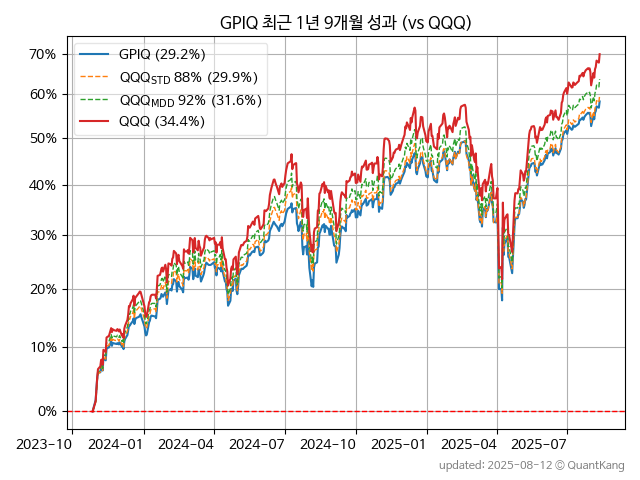 GPIQ 최근 1년 9개월 성과 (vs QQQ)
GPIQ (29.2%)
QQQSTD 88% (29.9%)
QQQMDD 92% (31.6%)
QQQ (34.4%)
70%
60%
50%
40%
30%
20%
10%
0%
2023-10 2024-01 2024-04 2024-07 2024-10 2025-01 2025-04 2025-07
updated: 2025-08-12 © QuantKang